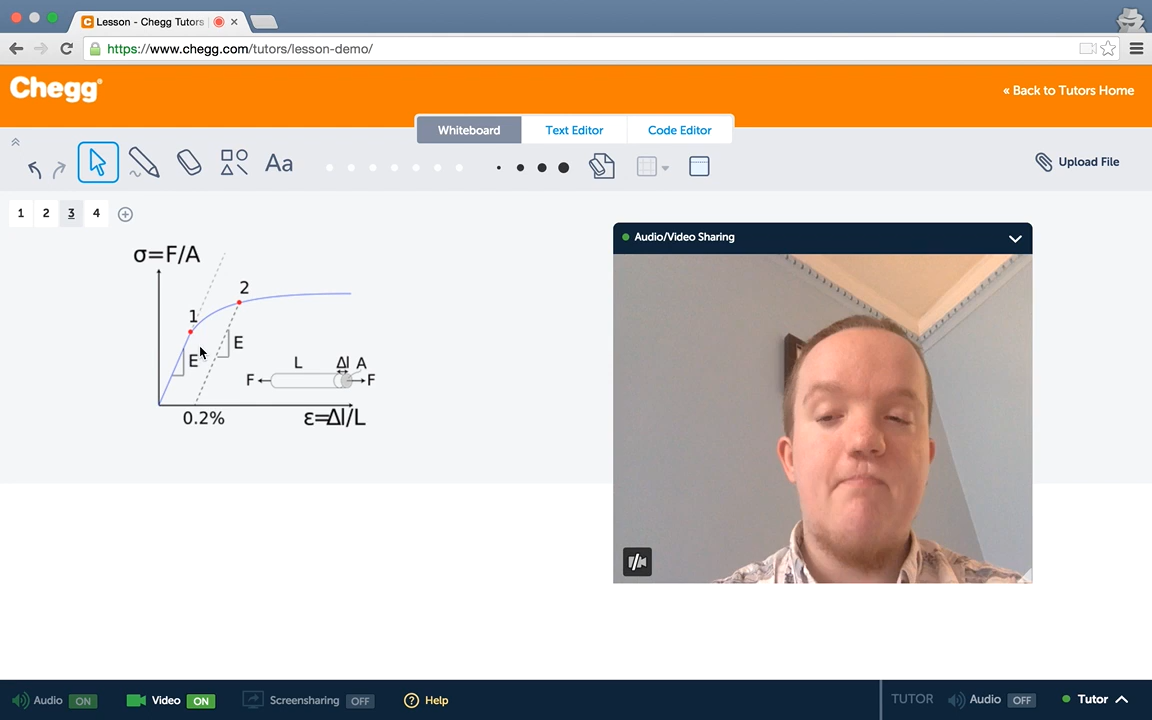 Lesson - Chegg Tutors
https://www.chegg.com/tutors/lesson-demo/
Chegg
« Back to Tutors Home
Whiteboard Text Editor Code Editor
Aa
Upload File
1 2 3 4
Audio/Video Sharing
σ=F/A
2
1
E
E
L Δl A
F F
0.2% ε=Δl/L
Audio ON Video ON Screensharing OFF ? Help TUTOR Audio OFF Tutor